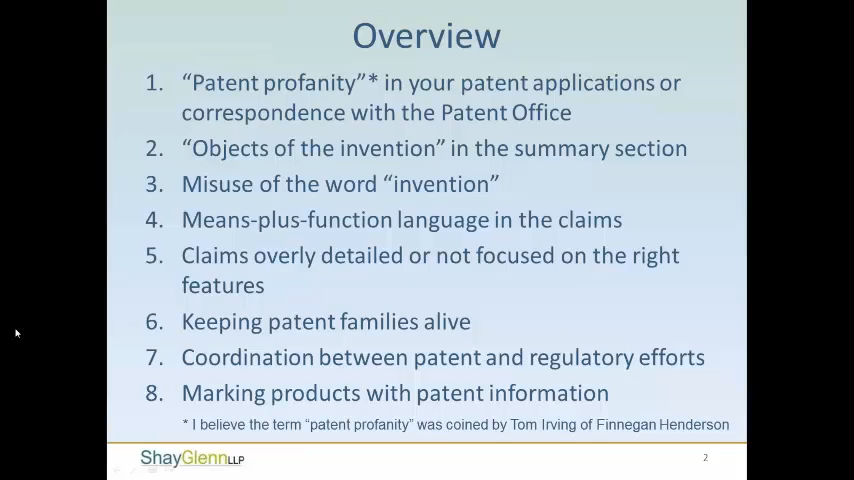 Overview
1. “Patent profanity”* in your patent applications or
correspondence with the Patent Office
2. “Objects of the invention” in the summary section
3. Misuse of the word “invention”
4. Means-plus-function language in the claims
5. Claims overly detailed or not focused on the right
features
6. Keeping patent families alive
7. Coordination between patent and regulatory efforts
8. Marking products with patent information
* I believe the term “patent profanity” was coined by Tom Irving of Finnegan Henderson
ShayGlennLLP
2